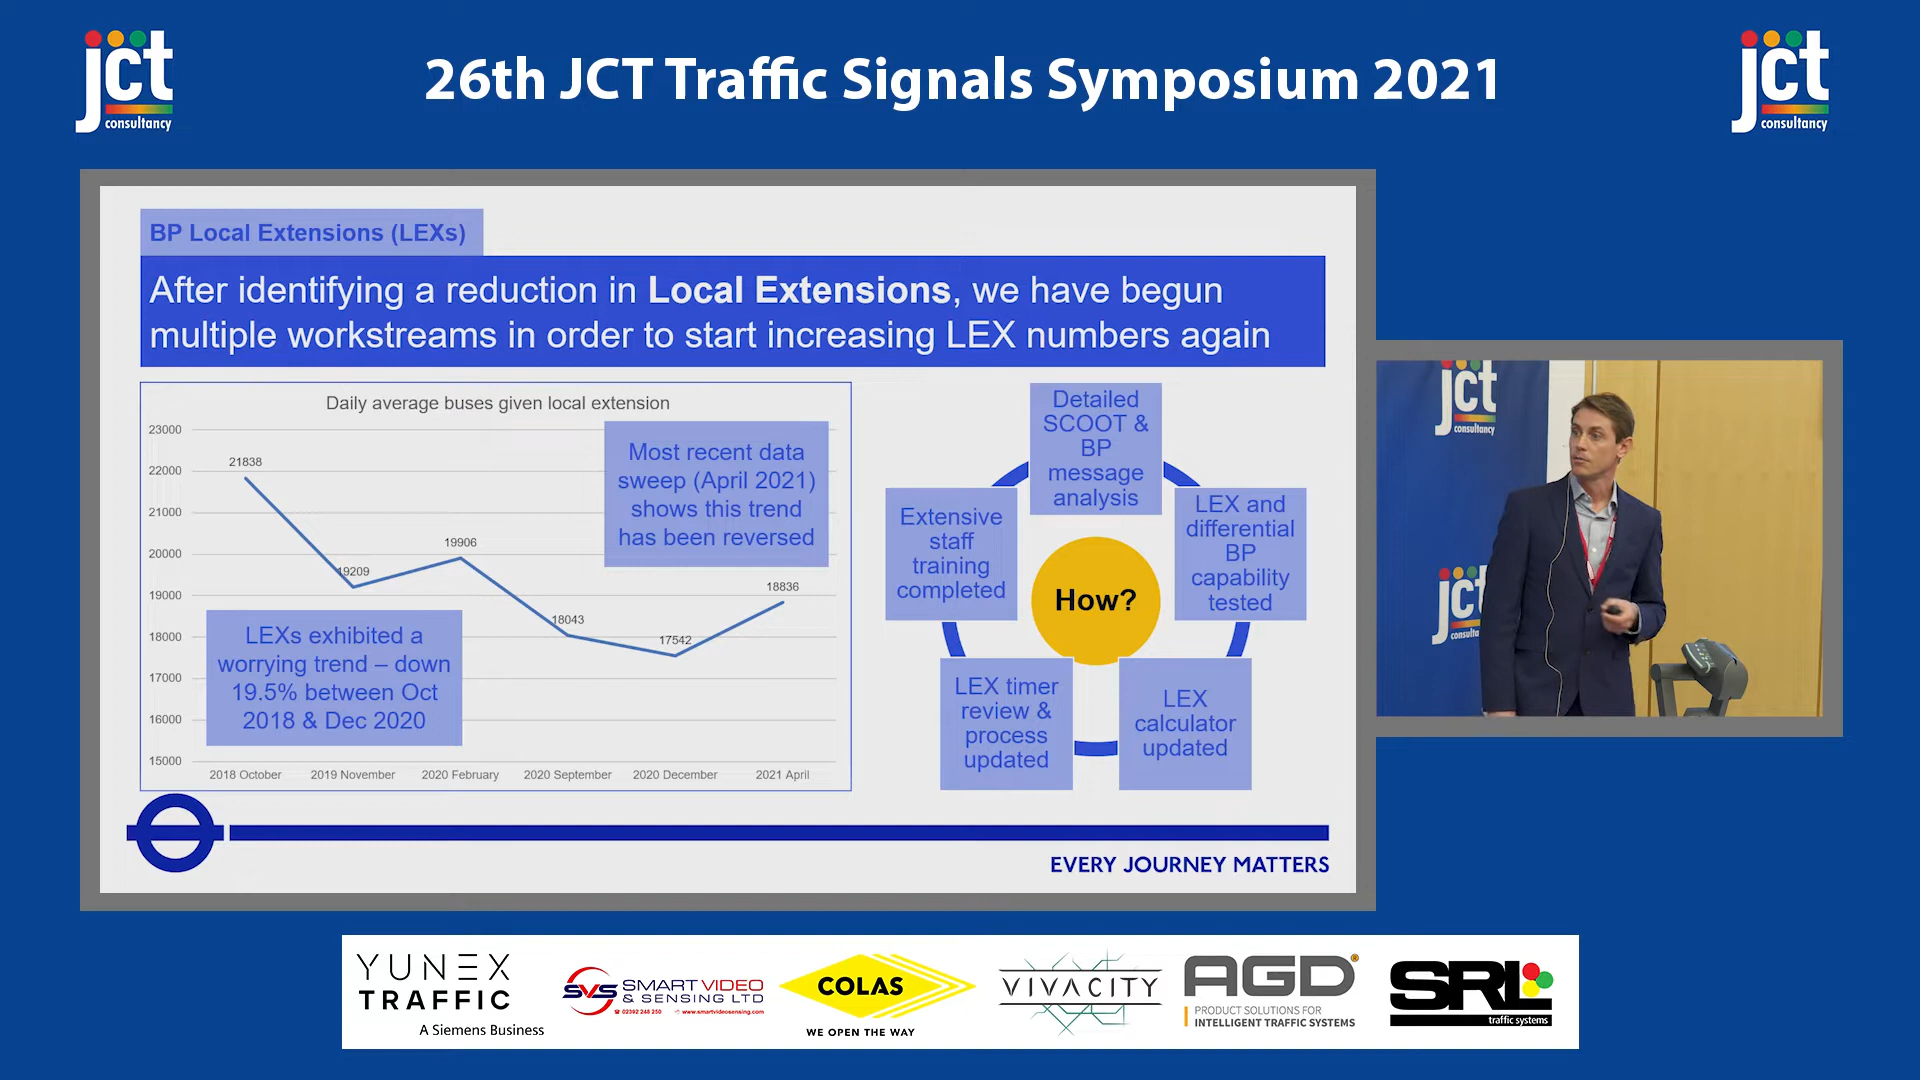 jct
consultancy
26th JCT Traffic Signals Symposium 2021
jct
consultancy
BP Local Extensions (LEXs)
After identifying a reduction in Local Extensions, we have begun
multiple workstreams in order to start increasing LEX numbers again
Daily average buses given local extension
23000
22000
21000
20000
19000
18000
17000
16000
15000
21838
19209
19906
18043
17542
18836
2018 October
2019 November
2020 February
2020 September
2020 December
2021 April
Most recent data
sweep (April 2021)
shows this trend
has been reversed
LEXs exhibited a
worrying trend – down
19.5% between Oct
2018 & Dec 2020
Detailed
SCOOT &
BP
message
analysis
LEX and
differential
BP
capability
tested
LEX
calculator
updated
LEX timer
review &
process
updated
Extensive
staff
training
completed
How?
EVERY JOURNEY MATTERS
jct
consultancy
jct
consulta
YUNEX
TRAFFIC
A Siemens Business
SVS
SMART VIDEO
& SENSING LTD
02392 248 250
www.smartvideosensing.com
COLAS
WE OPEN THE WAY
VIVACITY
AGD
PRODUCT SOLUTIONS FOR
INTELLIGENT TRAFFIC SYSTEMS
SRL
traffic systems